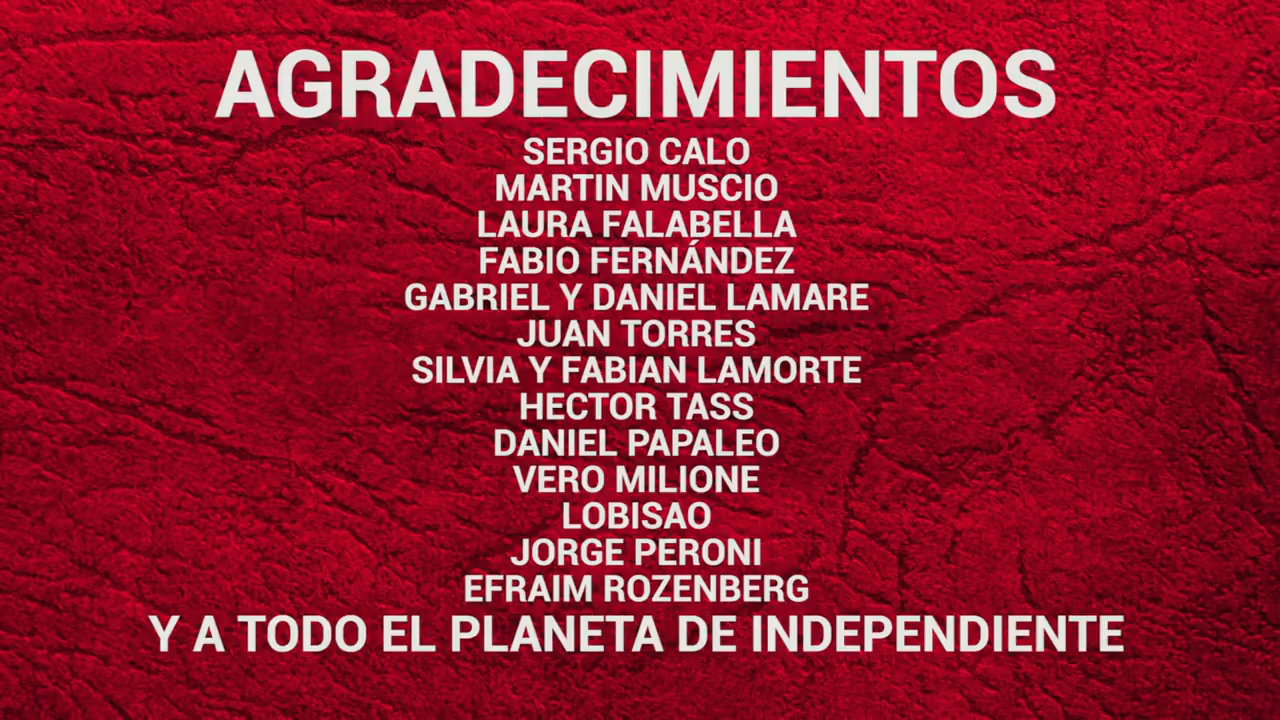 AGRADECIMIENTOS
SERGIO CALO
MARTIN MUSCIO
LAURA FALABELLA
FABIO FERNÁNDEZ
GABRIEL Y DANIEL LAMARE
JUAN TORRES
SILVIA Y FABIAN LAMORTE
HECTOR TASS
DANIEL PAPALEO
VERO MILIONE
LOBISAO
JORGE PERONI
EFRAIM ROZENBERG
Y A TODO EL PLANETA DE INDEPENDIENTE